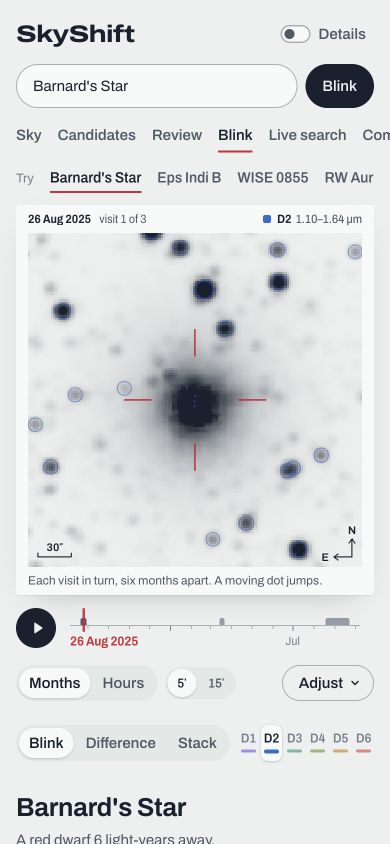 SkyShift
Details
Barnard's Star
Blink
Sky Candidates Review Blink Live search Com
Try Barnard's Star Eps Indi B WISE 0855 RW Aur
26 Aug 2025 visit 1 of 3 D2 1.10–1.64 µm
30″
N
E
Each visit in turn, six months apart. A moving dot jumps.
26 Aug 2025 Jul
Months Hours 5′ 15′ Adjust
Blink Difference Stack D1 D2 D3 D4 D5 D6
Barnard's Star
A red dwarf 6 light-years away.